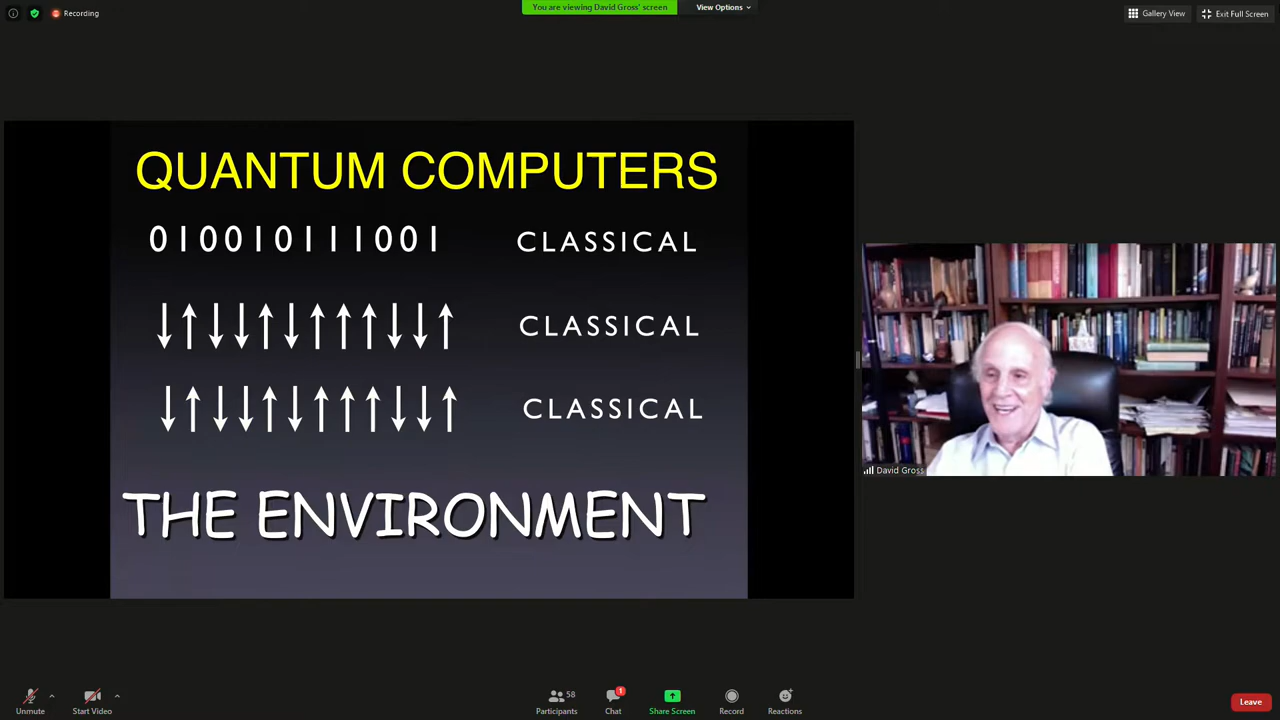 Recording
You are viewing David Gross' screen
View Options
Gallery View
Exit Full Screen
QUANTUM COMPUTERS
010010111001 CLASSICAL
↓↑↓↓↑↓↑↑↑↓↓↑ CLASSICAL
↓↑↓↓↑↓↑↑↑↓↓↑ CLASSICAL
THE ENVIRONMENT
David Gross
Unmute
Start Video
58
Participants
1
Chat
Share Screen
Record
Reactions
Leave